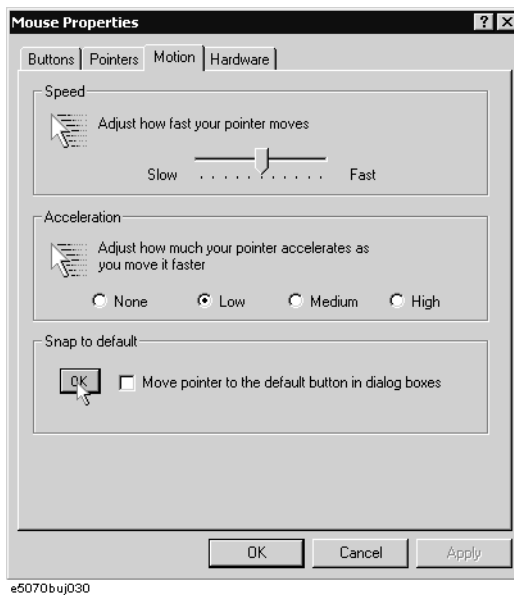 Mouse Properties
? X
Buttons Pointers Motion Hardware
Speed
Adjust how fast your pointer moves
Slow Fast
Acceleration
Adjust how much your pointer accelerates as
you move it faster
None Low Medium High
Snap to default
OK Move pointer to the default button in dialog boxes
OK Cancel Apply
e5070buj030